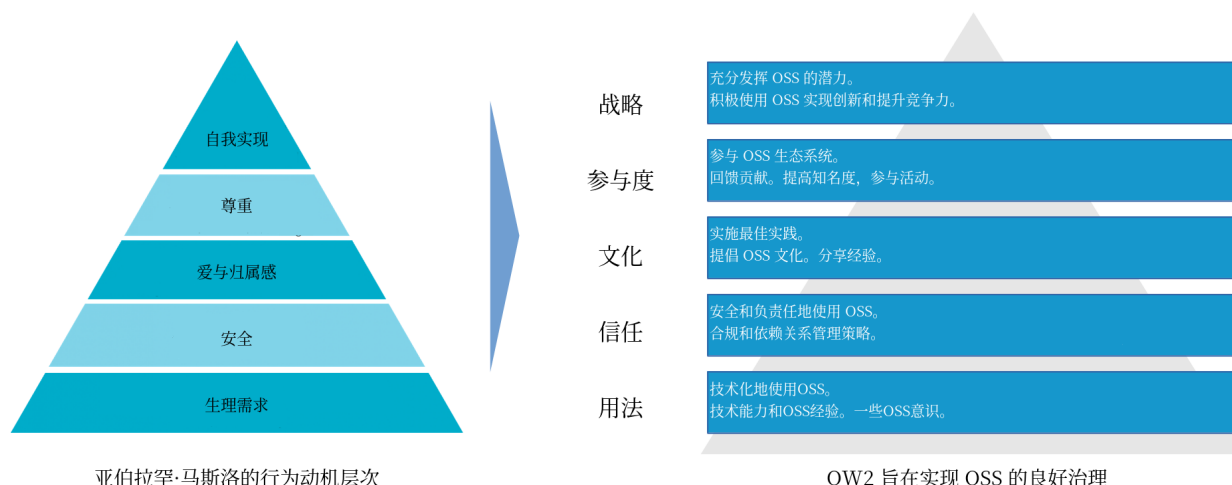 自我实现
尊重
爱与归属感
安全
生理需求
亚伯拉罕·马斯洛的行为动机层次
战略
充分发挥 OSS 的潜力。
积极使用 OSS 实现创新和提升竞争力。
参与度
参与 OSS 生态系统。
回馈贡献。提高知名度，参与活动。
文化
实施最佳实践。
提倡 OSS 文化。分享经验。
信任
安全和负责任地使用 OSS。
合规和依赖关系管理策略。
用法
技术化地使用OSS。
技术能力和OSS经验。一些OSS意识。
OW2 旨在实现 OSS 的良好治理